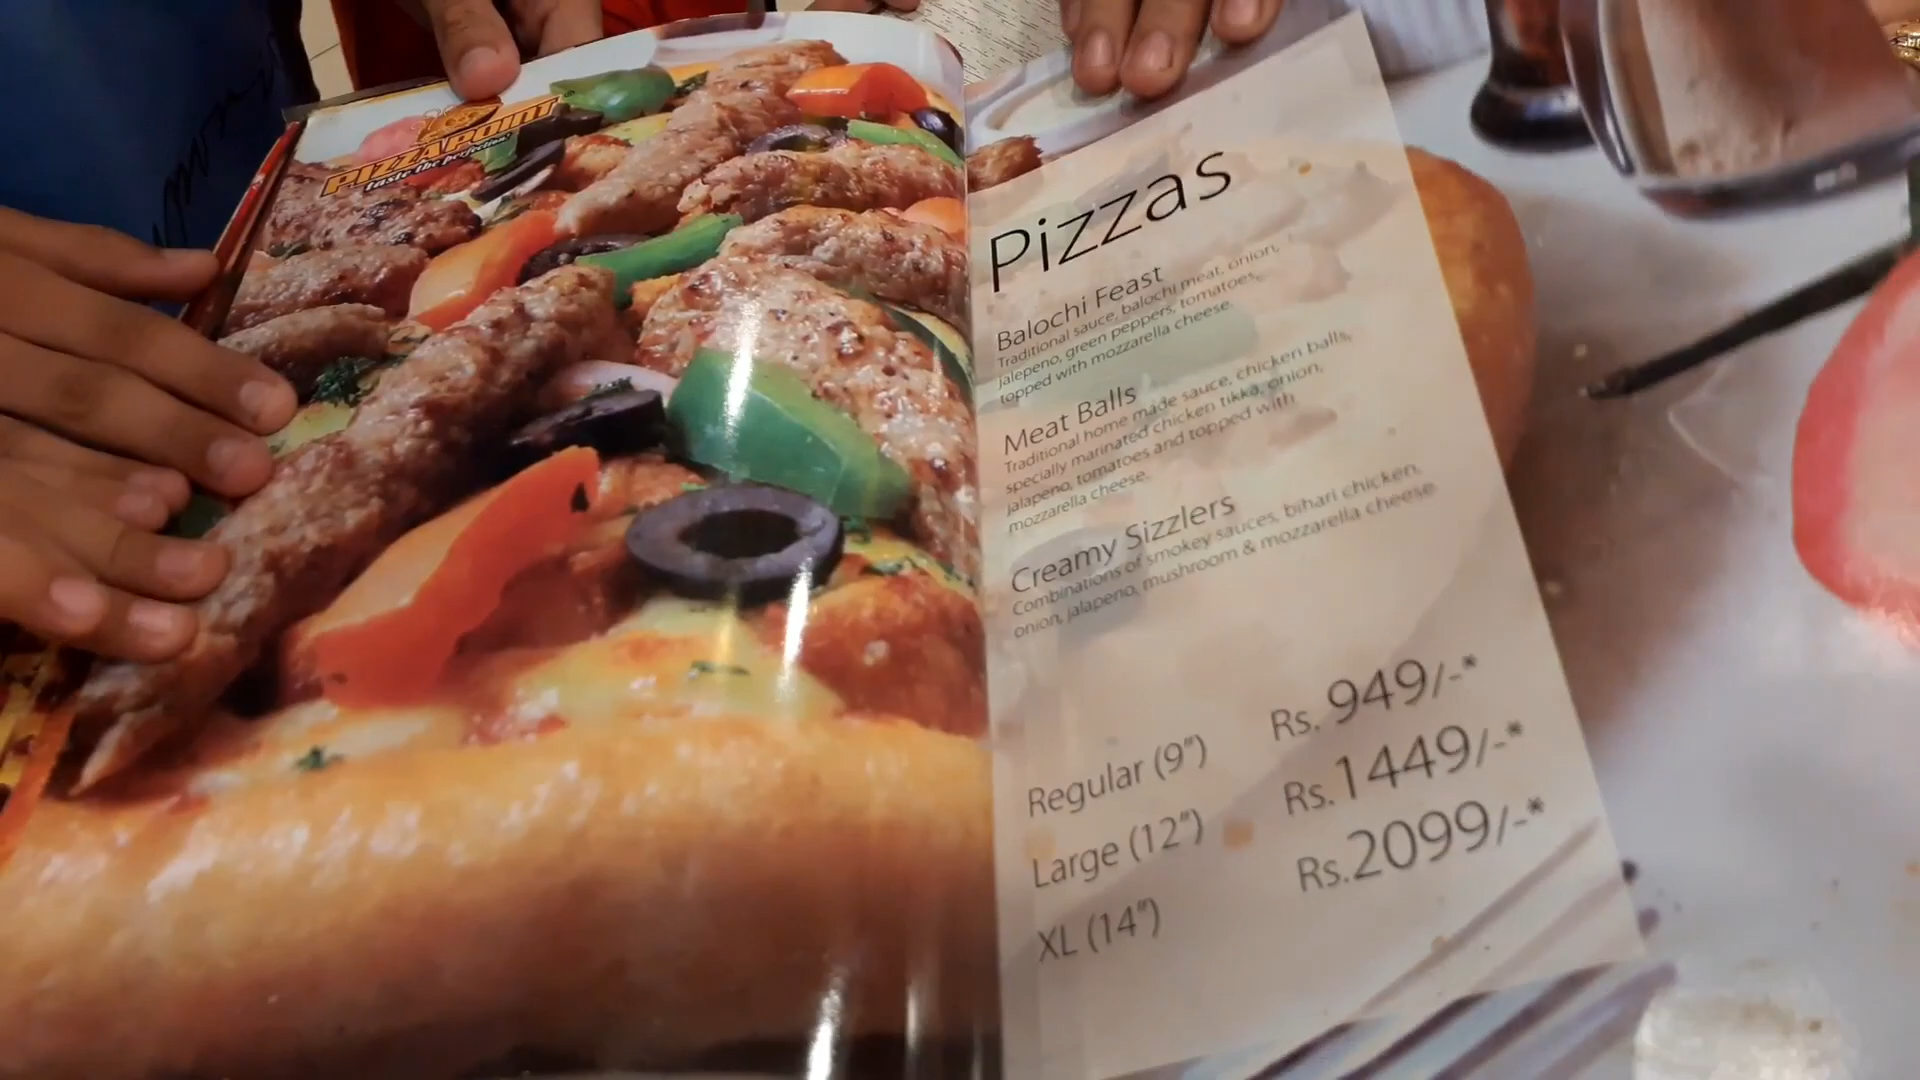 PIZZAPOINT
taste the perfection!
Pizzas
Balochi Feast
Traditional sauce, balochi meat, onion,
jalepeno, green peppers, tomatoes,
topped with mozzarella cheese.
Meat Balls
Traditional home made sauce, chicken balls,
specially marinated chicken tikka, onion,
jalapeno, tomatoes and topped with
mozzarella cheese.
Creamy Sizzlers
Combinations of smokey sauces, bihari chicken,
onion, jalapeno, mushroom & mozzarella cheese
Regular (9") Rs. 949/-*
Large (12") Rs.1449/-*
XL (14") Rs.2099/-*